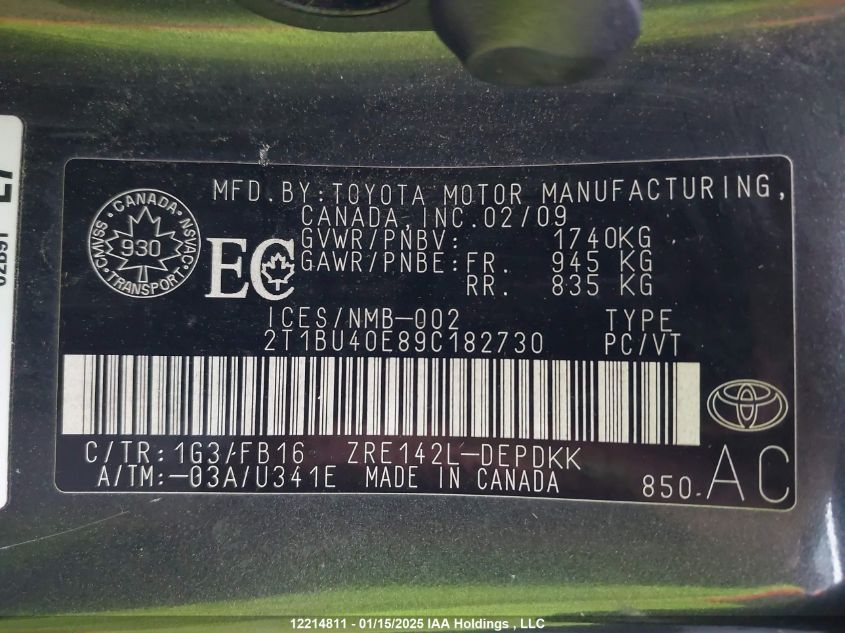 MFD.BY:TOYOTA MOTOR MANUFACTURING,
CANADA,INC.02/09
GVWR/PNBV: 1740KG
GAWR/PNBE:FR. 945 KG
RR. 835 KG
CANADA
CMVSS NSVAC
930
TRANSPORT
EC
ICES/NMB-002 TYPE
2T1BU40E89C182730 PC/VT
C/TR:1G3/FB16 ZRE142L-DEPDKK
A/TM:-03A/U341E MADE IN CANADA
850 AC
12214811 - 01/15/2025 IAA Holdings , LLC